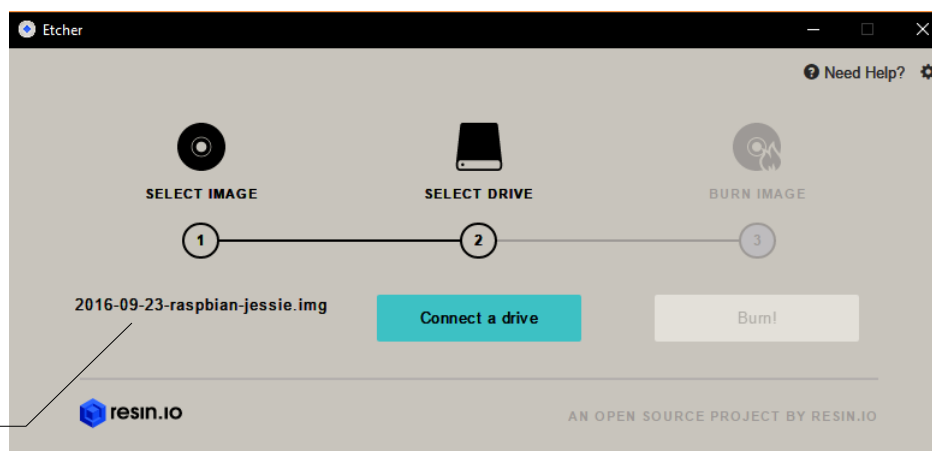 Etcher
Need Help?
SELECT IMAGE
SELECT DRIVE
BURN IMAGE
1
2
3
2016-09-23-raspbian-jessie.img
Connect a drive
Burn!
resin.io
AN OPEN SOURCE PROJECT BY RESIN.IO